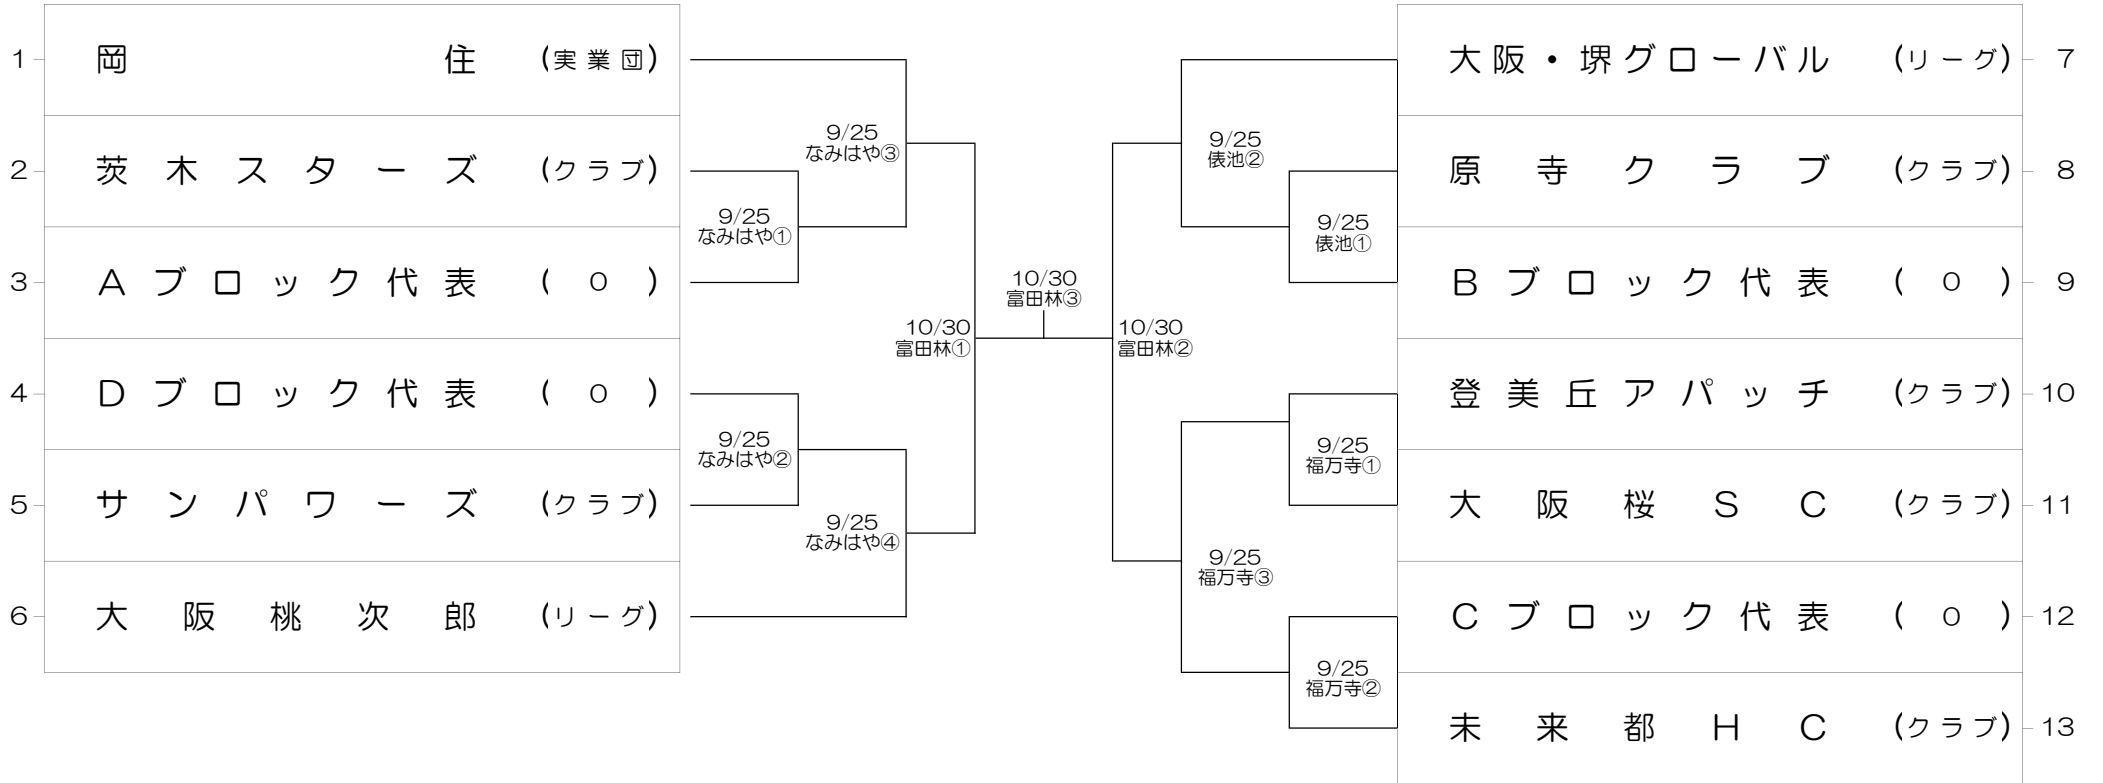 1 岡住 (実業団)
2 茨木スターズ (クラブ)
3 Aブロック代表 ( 0 )
4 Dブロック代表 ( 0 )
5 サンパワーズ (クラブ)
6 大阪桃次郎 (リーグ)
9/25
なみはや③
9/25
なみはや①
9/25
なみはや②
9/25
なみはや④
10/30
富田林①
10/30
富田林③
10/30
富田林②
9/25
俵池②
9/25
俵池①
9/25
福万寺①
9/25
福万寺③
9/25
福万寺②
大阪・堺グローバル (リーグ) 7
原寺クラブ (クラブ) 8
Bブロック代表 ( 0 ) 9
登美丘アパッチ (クラブ) 10
大阪桜SC (クラブ) 11
Cブロック代表 ( 0 ) 12
未来都HC (クラブ) 13